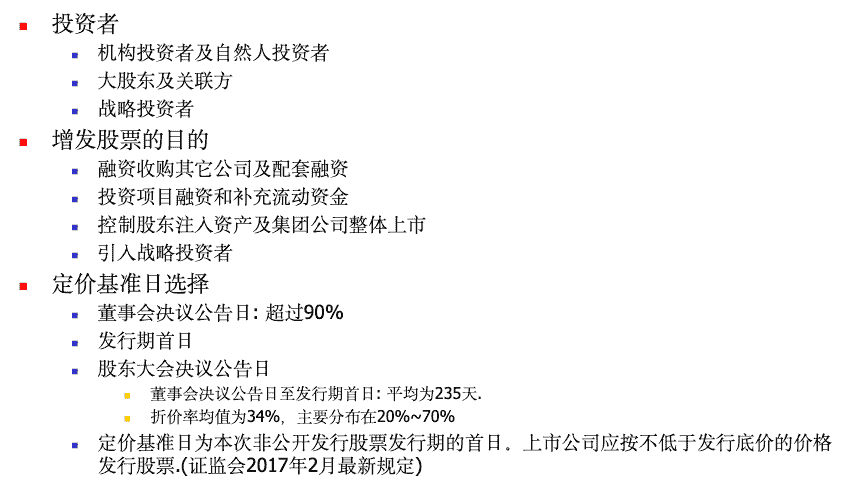 投资者
机构投资者及自然人投资者
大股东及关联方
战略投资者
增发股票的目的
融资收购其它公司及配套融资
投资项目融资和补充流动资金
控制股东注入资产及集团公司整体上市
引入战略投资者
定价基准日选择
董事会决议公告日: 超过90%
发行期首日
股东大会决议公告日
董事会决议公告日至发行期首日: 平均为235天.
折价率均值为34%，主要分布在20%~70%
定价基准日为本次非公开发行股票发行期的首日。上市公司应按不低于发行底价的价格
发行股票.(证监会2017年2月最新规定)